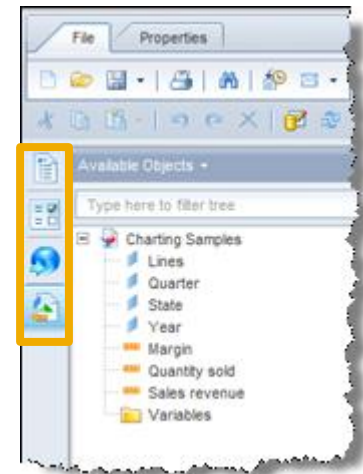 File Properties
Available Objects
Type here to filter tree
Charting Samples
Lines
Quarter
State
Year
Margin
Quantity sold
Sales revenue
Variables